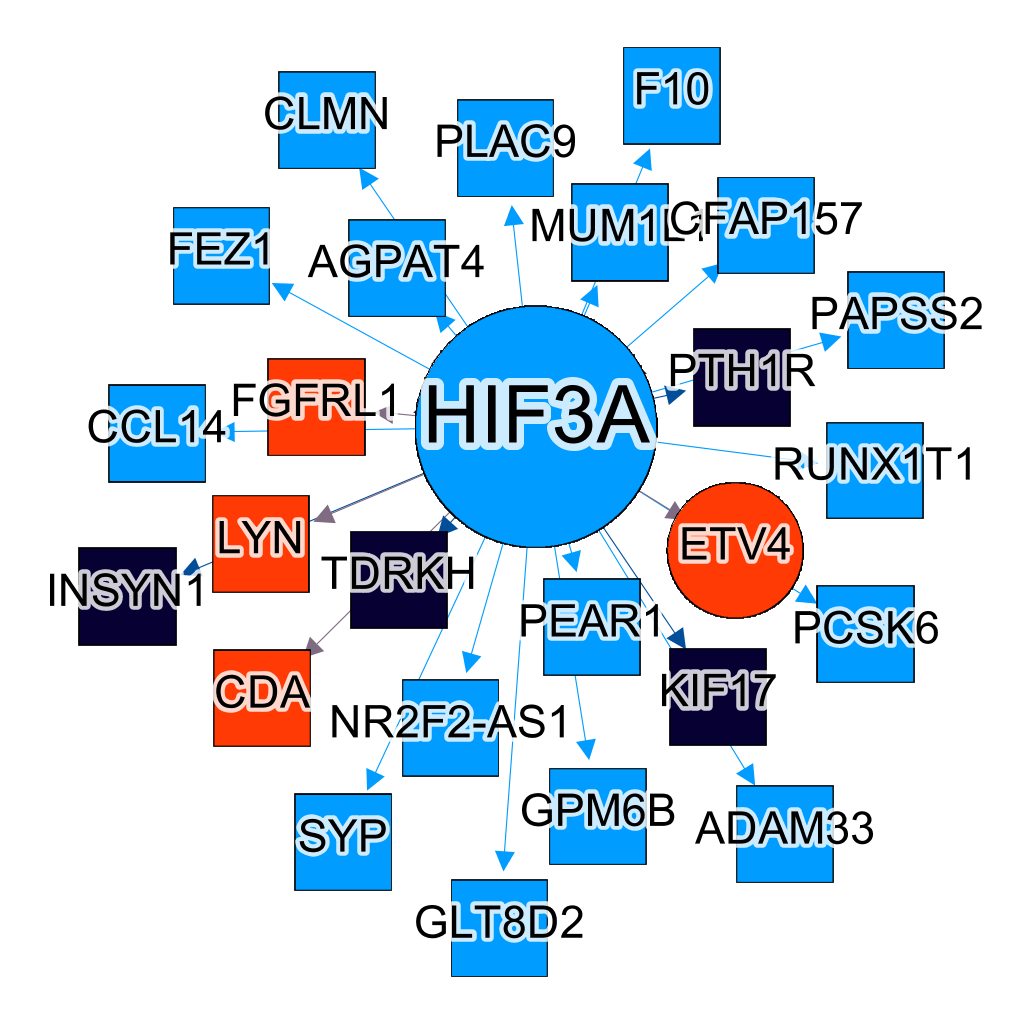 F10
CLMN
PLAC9
MUM1L1
CFAP157
FEZ1
AGPAT4
PAPSS2
PTH1R
FGFRL1
HIF3A
CCL14
RUNX1T1
LYN
ETV4
TDRKH
INSYN1
PEAR1
PCSK6
CDA
KIF17
NR2F2-AS1
GPM6B
ADAM33
SYP
GLT8D2